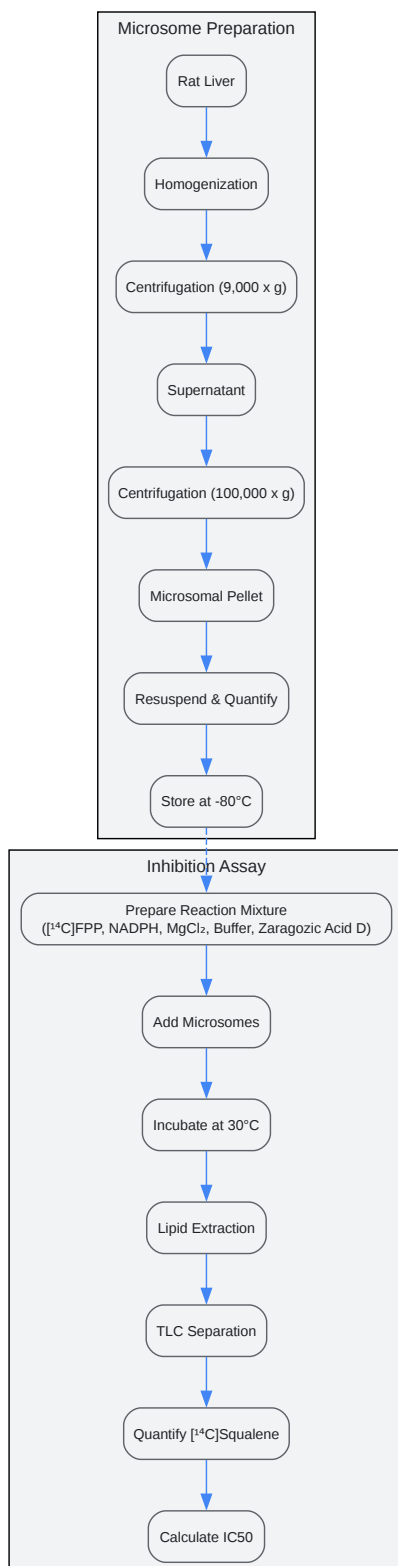 Microsome Preparation
Rat Liver
Homogenization
Centrifugation (9,000 x g)
Supernatant
Centrifugation (100,000 x g)
Microsomal Pellet
Resuspend & Quantify
Store at -80°C
Inhibition Assay
Prepare Reaction Mixture
([¹⁴C]FPP, NADPH, MgCl₂, Buffer, Zaragozic Acid D)
Add Microsomes
Incubate at 30°C
Lipid Extraction
TLC Separation
Quantify [¹⁴C]Squalene
Calculate IC50